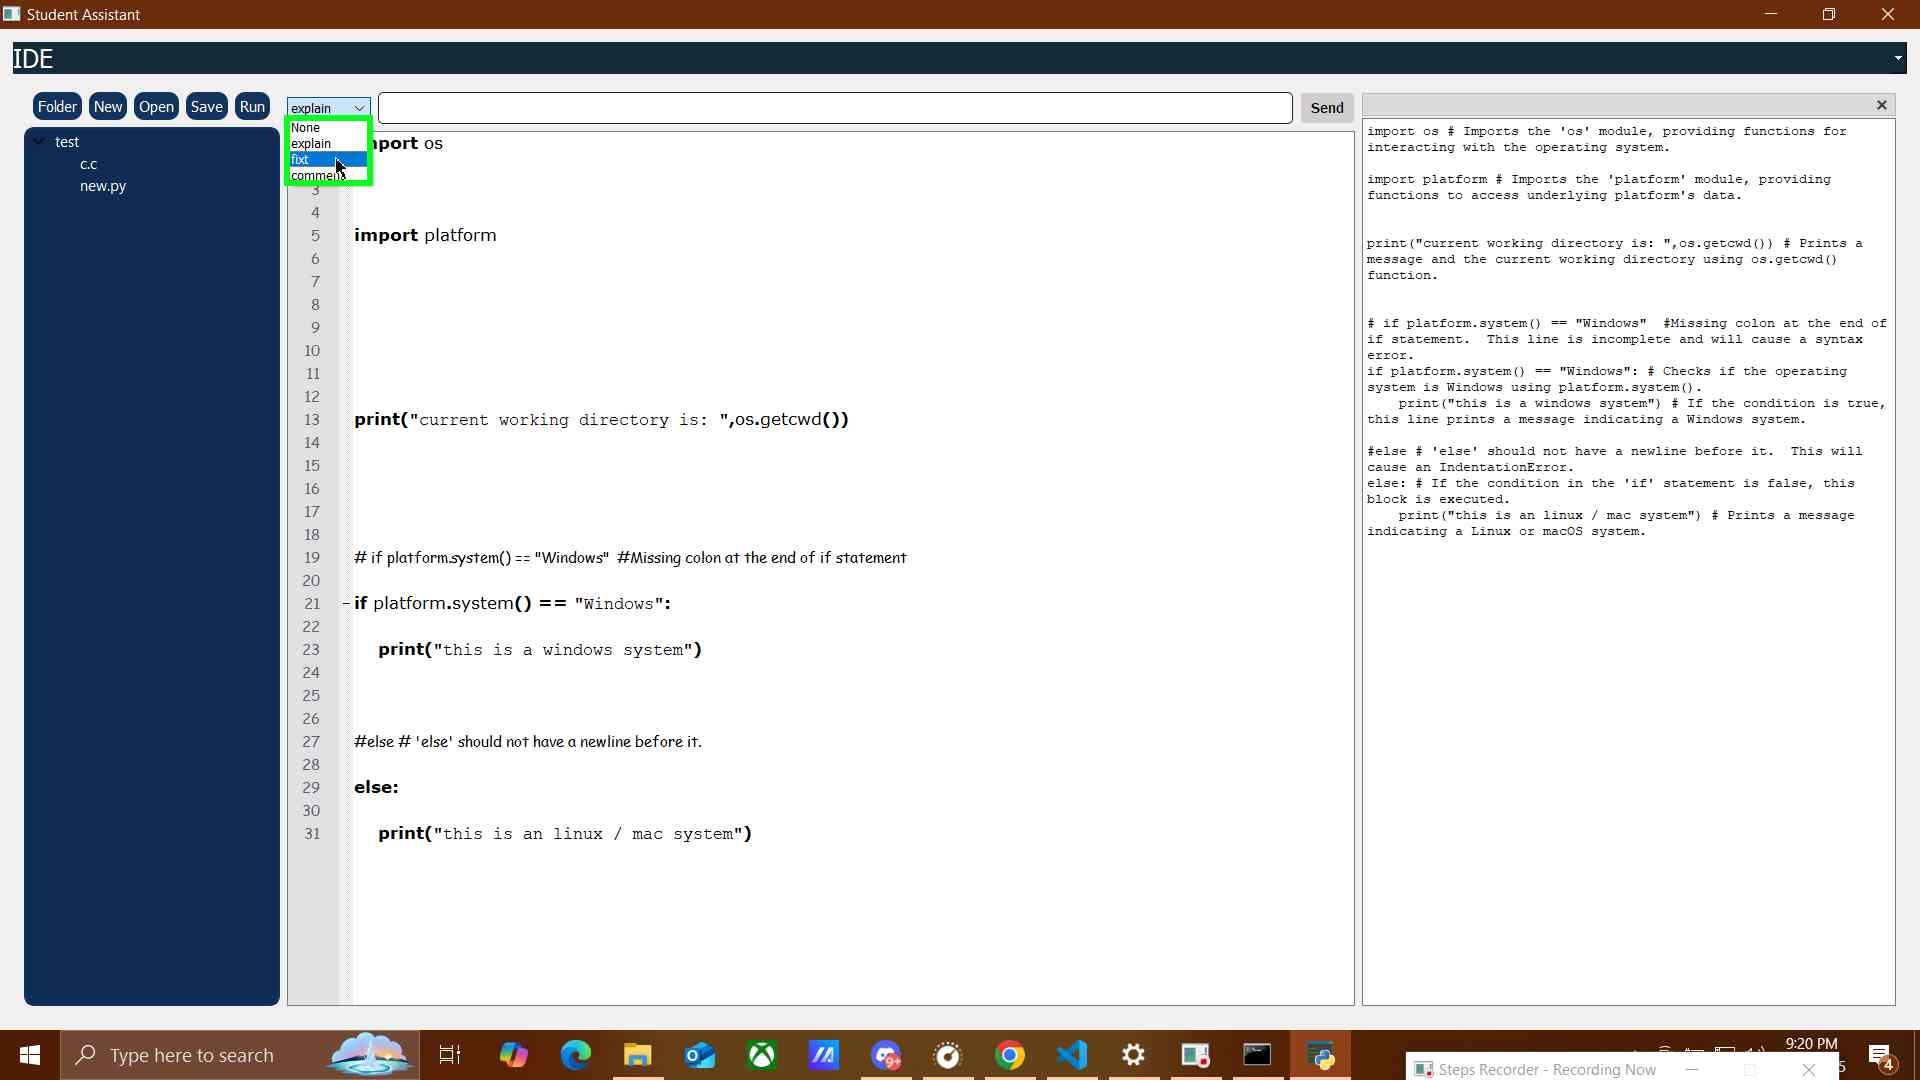 Student Assistant
IDE
Folder New Open Save Run
explain
Send
None
explain
fixt
comment
test
c.c
new.py
mport os
3
4
5 import platform
6
7
8
9
10
11
12
13 print("current working directory is: ",os.getcwd())
14
15
16
17
18
19 # if platform.system() == "Windows"  #Missing colon at the end of if statement
20
21 if platform.system() == "Windows":
22
23 print("this is a windows system")
24
25
26
27 #else # 'else' should not have a newline before it.
28
29 else:
30
31 print("this is an linux / mac system")
import os # Imports the 'os' module, providing functions for
interacting with the operating system.
import platform # Imports the 'platform' module, providing
functions to access underlying platform's data.
print("current working directory is: ",os.getcwd()) # Prints a
message and the current working directory using os.getcwd()
function.
# if platform.system() == "Windows"  #Missing colon at the end of
if statement.  This line is incomplete and will cause a syntax
error.
if platform.system() == "Windows": # Checks if the operating
system is Windows using platform.system().
print("this is a windows system") # If the condition is true,
this line prints a message indicating a Windows system.
#else # 'else' should not have a newline before it.  This will
cause an IndentationError.
else: # If the condition in the 'if' statement is false, this
block is executed.
print("this is an linux / mac system") # Prints a message
indicating a Linux or macOS system.
Type here to search
9+
9:20 PM
5
4
Steps Recorder - Recording Now